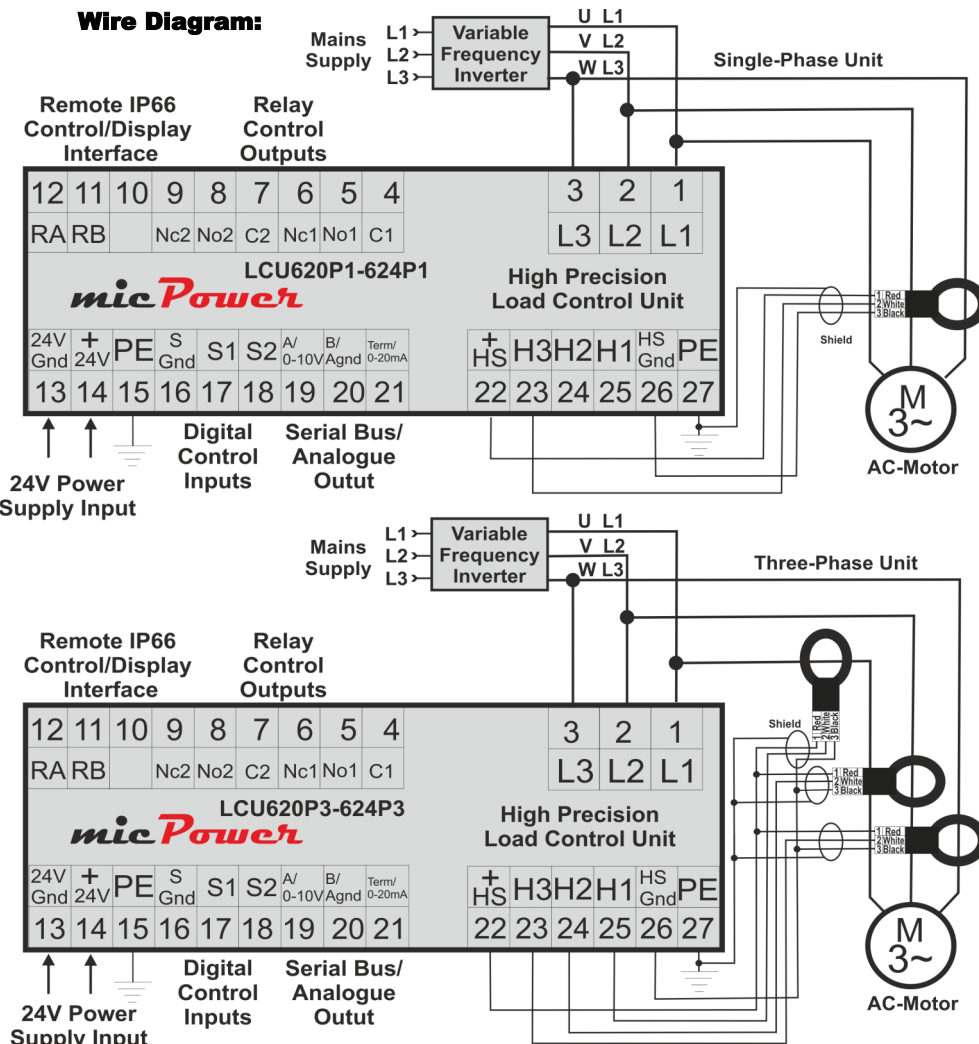 Wire Diagram:
Mains
Supply
L1
L2
L3
Variable
Frequency
Inverter
U L1
V L2
W L3
Single-Phase Unit
Remote IP66
Control/Display
Interface
Relay
Control
Outputs
12 11 10 9 8 7 6 5 4
3 2 1
RA RB Nc2 No2 C2 Nc1 No1 C1
L3 L2 L1
LCU620P1-624P1
micPower
High Precision
Load Control Unit
1 Red
2 White
3 Black
Shield
24V Gnd
+ 24V
PE
S Gnd
S1
S2
A/ 0-10V
B/ Agnd
Term/ 0-20mA
+ HS
H3
H2
H1
HS Gnd
PE
13 14 15 16 17 18 19 20 21
22 23 24 25 26 27
24V Power
Supply Input
Digital
Control
Inputs
Serial Bus/
Analogue
Outut
M
3~
AC-Motor
Mains
Supply
L1
L2
L3
Variable
Frequency
Inverter
U L1
V L2
W L3
Three-Phase Unit
Remote IP66
Control/Display
Interface
Relay
Control
Outputs
12 11 10 9 8 7 6 5 4
3 2 1
RA RB Nc2 No2 C2 Nc1 No1 C1
L3 L2 L1
LCU620P3-624P3
micPower
High Precision
Load Control Unit
Shield
1 Red
2 White
3 Black
1 Red
2 White
3 Black
1 Red
2 White
3 Black
24V Gnd
+ 24V
PE
S Gnd
S1
S2
A/ 0-10V
B/ Agnd
Term/ 0-20mA
+ HS
H3
H2
H1
HS Gnd
PE
13 14 15 16 17 18 19 20 21
22 23 24 25 26 27
24V Power
Supply Input
Digital
Control
Inputs
Serial Bus/
Analogue
Outut
M
3~
AC-Motor